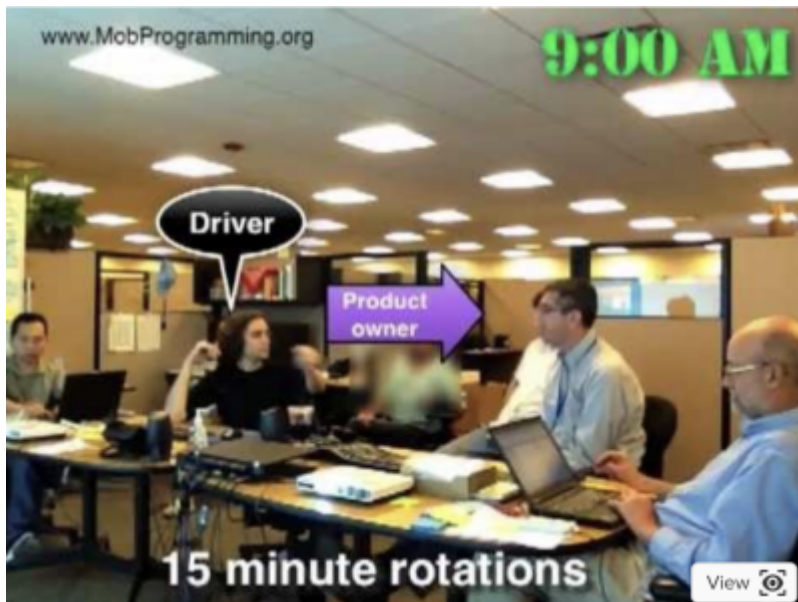 www.MobProgramming.org
9:00 AM
Driver
Product
owner
15 minute rotations
View